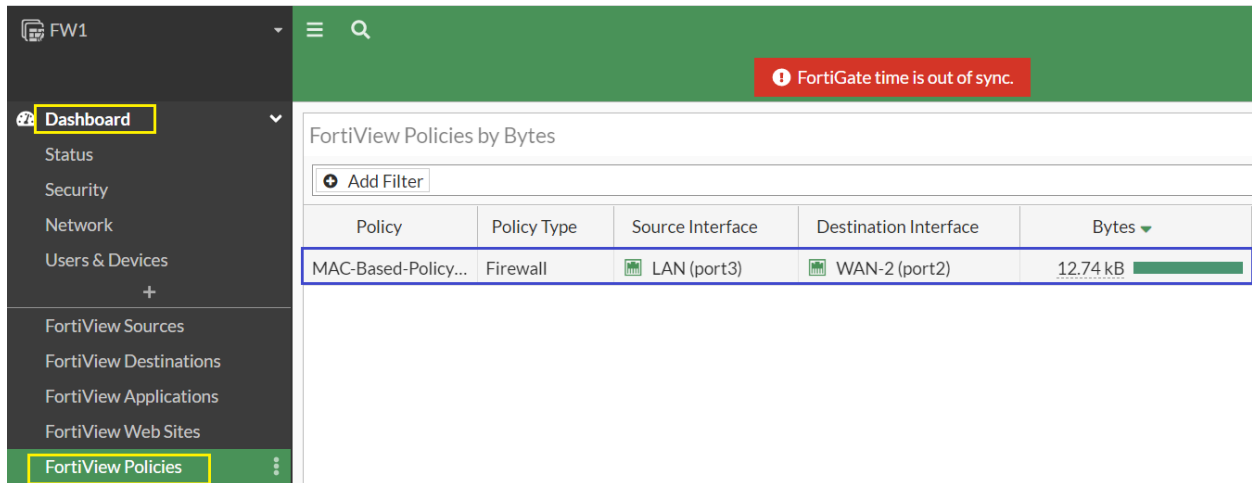 FW1
FortiGate time is out of sync.
Dashboard
Status
Security
Network
Users & Devices
+
FortiView Sources
FortiView Destinations
FortiView Applications
FortiView Web Sites
FortiView Policies
FortiView Policies by Bytes
Add Filter
Policy Policy Type Source Interface Destination Interface Bytes
MAC-Based-Policy... Firewall LAN (port3) WAN-2 (port2) 12.74 kB